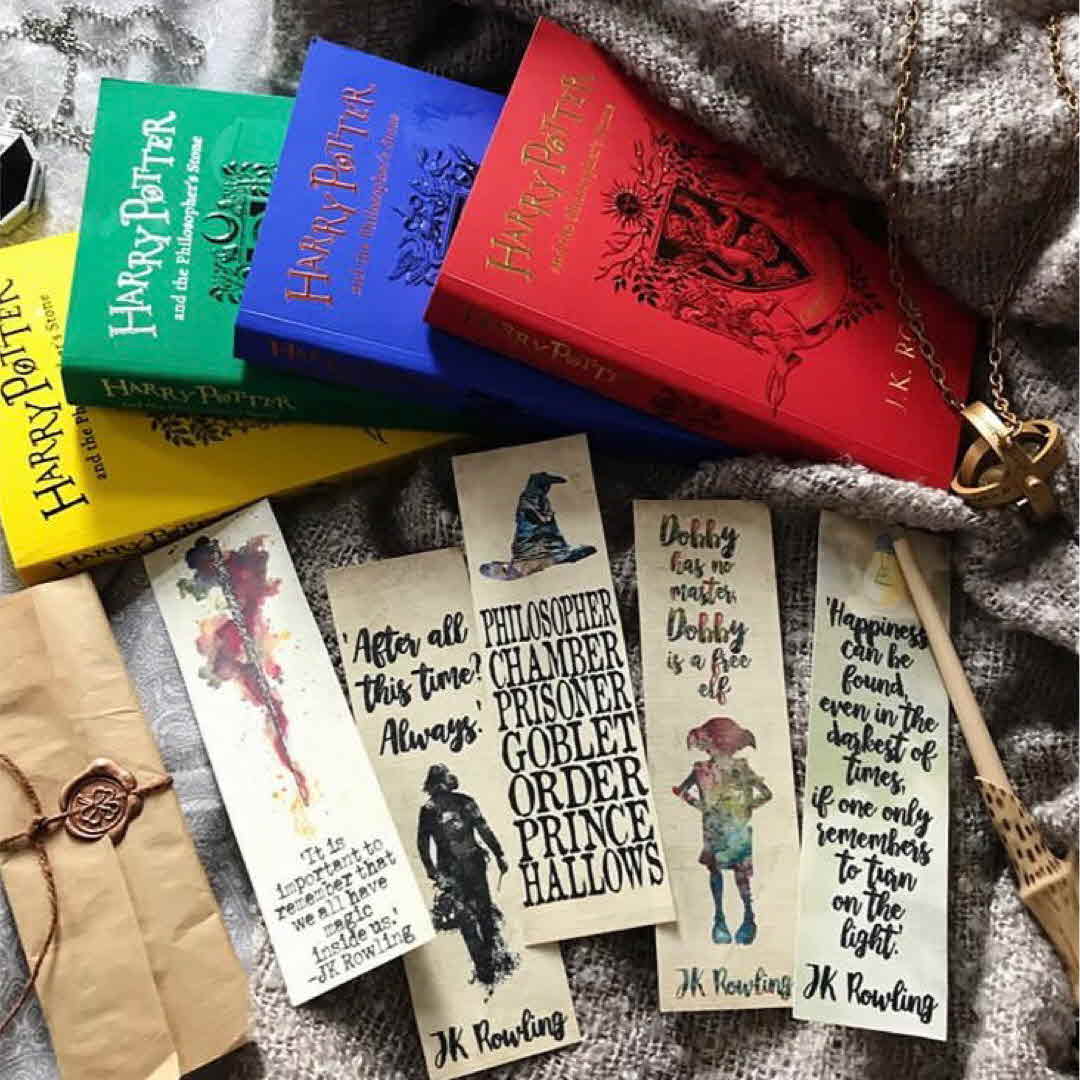 HARRY POTTER
and the Philosopher's Stone
HARRY POTTER
HARRY POTTER
and the Philosopher's Stone
HARRY POTTER
and the Philosopher's Stone
HARRY POTTER
J.K.
HARRY POTTER
and the
Stone
HARRY POTTER
'It is
important to
remember that
we all have
magic
inside us.'
-JK Rowling
'After all
this time?
Always.'
JK Rowling
PHILOSOPHER
CHAMBER
PRISONER
GOBLET
ORDER
PRINCE
HALLOWS
Dobby
has no
master,
Dobby
is a free
elf
JK Rowling
'Happiness
can be
found,
even in the
darkest of
times,
if one only
remembers
to turn
on the
light'.
JK Rowling